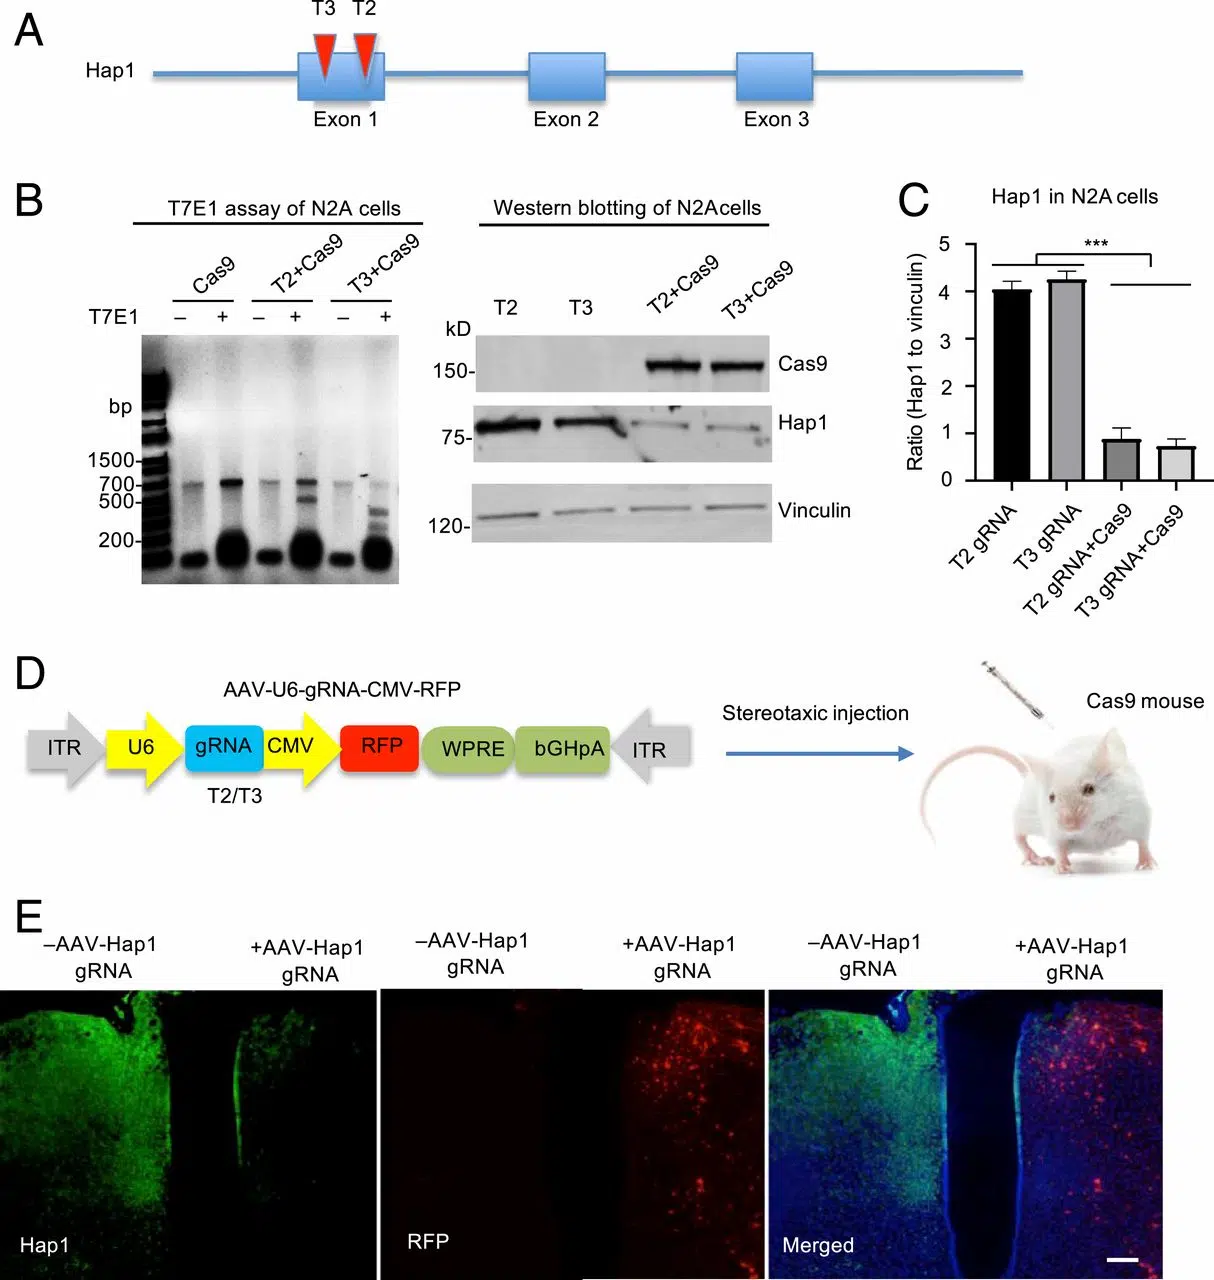 A
T3 T2
Hap1
Exon 1 Exon 2 Exon 3
B
T7E1 assay of N2A cells
Cas9 T2+Cas9 T3+Cas9
T7E1 – + – + – +
bp
1500-
700-
500-
200-
Western blotting of N2Acells
T2 T3 T2+Cas9 T3+Cas9
kD
150- Cas9
75- Hap1
120- Vinculin
C
Hap1 in N2A cells
***
Ratio (Hap1 to vinculin)
5
4
3
2
1
0
T2 gRNA T3 gRNA T2 gRNA+Cas9 T3 gRNA+Cas9
D
AAV-U6-gRNA-CMV-RFP
ITR U6 gRNA CMV RFP WPRE bGHpA ITR
T2/T3
Stereotaxic injection
Cas9 mouse
E
–AAV-Hap1 gRNA
+AAV-Hap1 gRNA
–AAV-Hap1 gRNA
+AAV-Hap1 gRNA
–AAV-Hap1 gRNA
+AAV-Hap1 gRNA
Hap1 RFP Merged